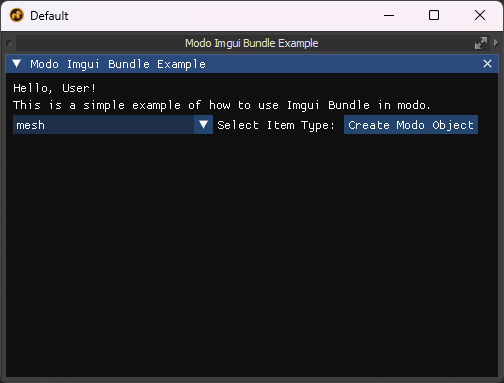 Default
Modo Imgui Bundle Example
Modo Imgui Bundle Example
Hello, User!
This is a simple example of how to use Imgui Bundle in modo.
mesh Select Item Type: Create Modo Object